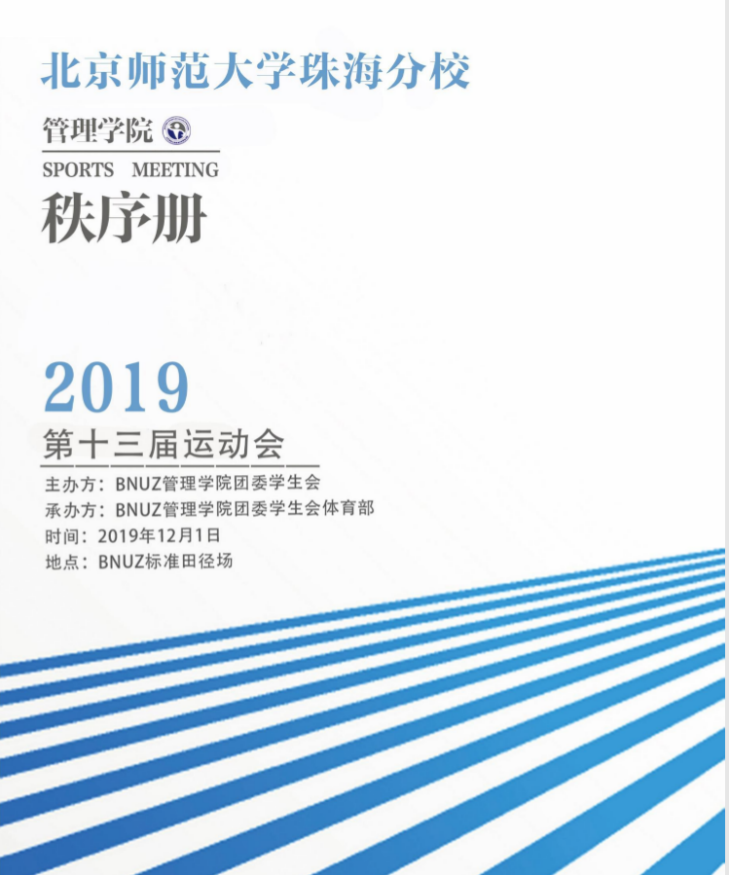 北京师范大学珠海分校
管理学院
SPORTS MEETING
秩序册
2019
第十三届运动会
主办方：BNUZ管理学院团委学生会
承办方：BNUZ管理学院团委学生会体育部
时间：2019年12月1日
地点：BNUZ标准田径场